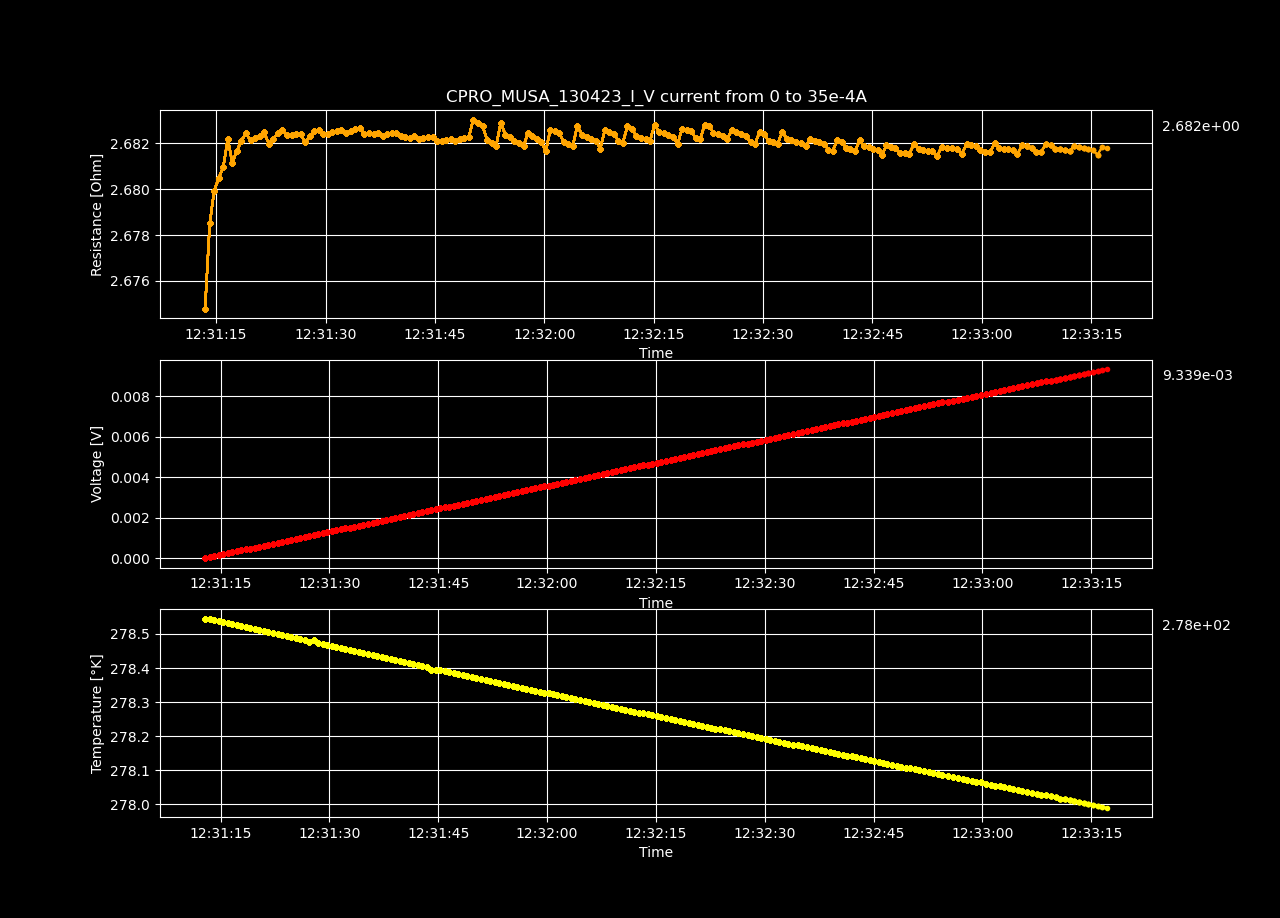 CPRO_MUSA_130423_I_V current from 0 to 35e-4A
2.682e+00
Resistance [Ohm]
2.682
2.680
2.678
2.676
12:31:15 12:31:30 12:31:45 12:32:00 12:32:15 12:32:30 12:32:45 12:33:00 12:33:15
Time
9.339e-03
Voltage [V]
0.008
0.006
0.004
0.002
0.000
12:31:15 12:31:30 12:31:45 12:32:00 12:32:15 12:32:30 12:32:45 12:33:00 12:33:15
Time
2.78e+02
Temperature [°K]
278.5
278.4
278.3
278.2
278.1
278.0
12:31:15 12:31:30 12:31:45 12:32:00 12:32:15 12:32:30 12:32:45 12:33:00 12:33:15
Time